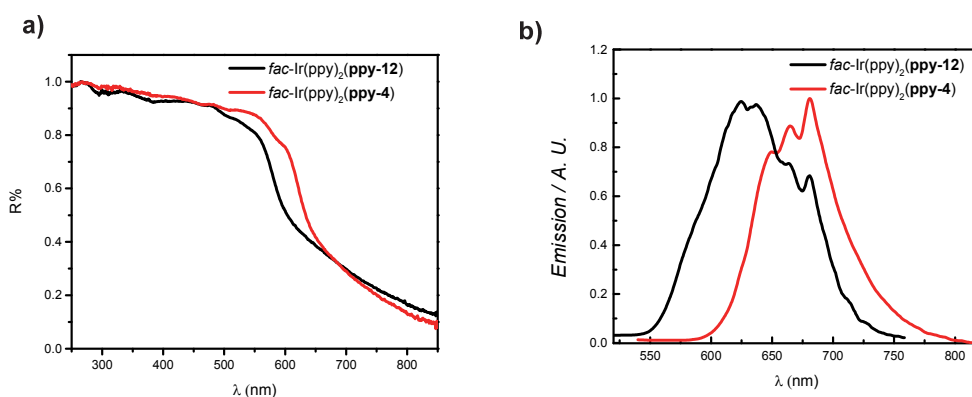 a)
fac-Ir(ppy)2(ppy-12)
fac-Ir(ppy)2(ppy-4)
1.0
0.8
0.6
0.4
0.2
0.0
R%
300 400 500 600 700 800
λ (nm)
b)
fac-Ir(ppy)2(ppy-12)
fac-Ir(ppy)2(ppy-4)
1.2
1.0
0.8
0.6
0.4
0.2
0.0
Emission / A. U.
550 600 650 700 750 800
λ (nm)